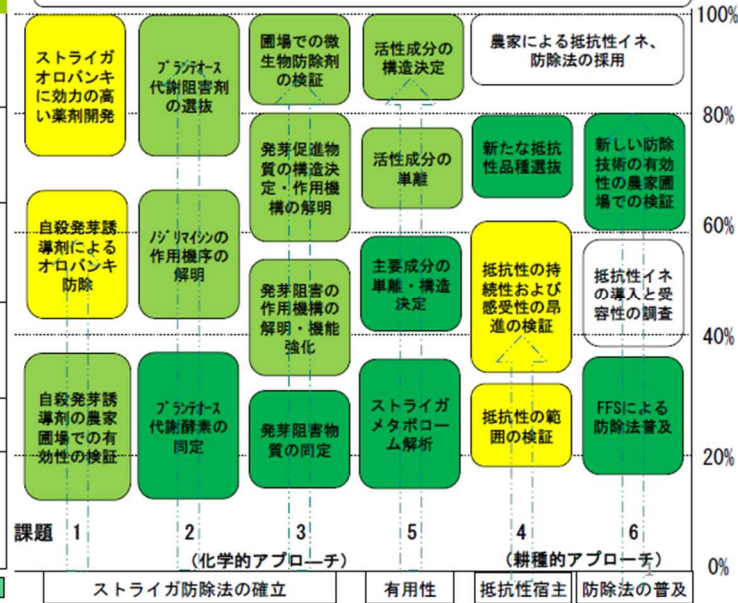 100%
80%
60%
40%
20%
0%
ストライガ
オロバンキ
に効力の高
い薬剤開発
自殺発芽誘
導剤による
オロバンキ
防除
自殺発芽誘
導剤の農家
圃場での有
効性の検証
プランテオース
代謝阻害剤
の選抜
ノジリマイシンの
作用機序の
解明
プランテオース
代謝酵素の
同定
圃場での微
生物防除剤
の検証
発芽促進物
質の構造決
定・作用機
構の解明
発芽阻害の
作用機構の
解明・機能
強化
発芽阻害物
質の同定
活性成分の
構造決定
活性成分の
単離
主要成分の
単離・構造
決定
ストライガ
メタボロー
ム解析
農家による抵抗性イネ、
防除法の採用
新たな抵抗
性品種選抜
抵抗性の持
続性および
感受性の昂
進の検証
抵抗性の範
囲の検証
新しい防除
技術の有効
性の農家圃
場での検証
抵抗性イネ
の導入と受
容性の調査
FFSによる
防除法普及
課題 1 2 3 5 4 6
（化学的アプローチ） （耕種的アプローチ）
ストライガ防除法の確立 有用性 抵抗性宿主 防除法の普及